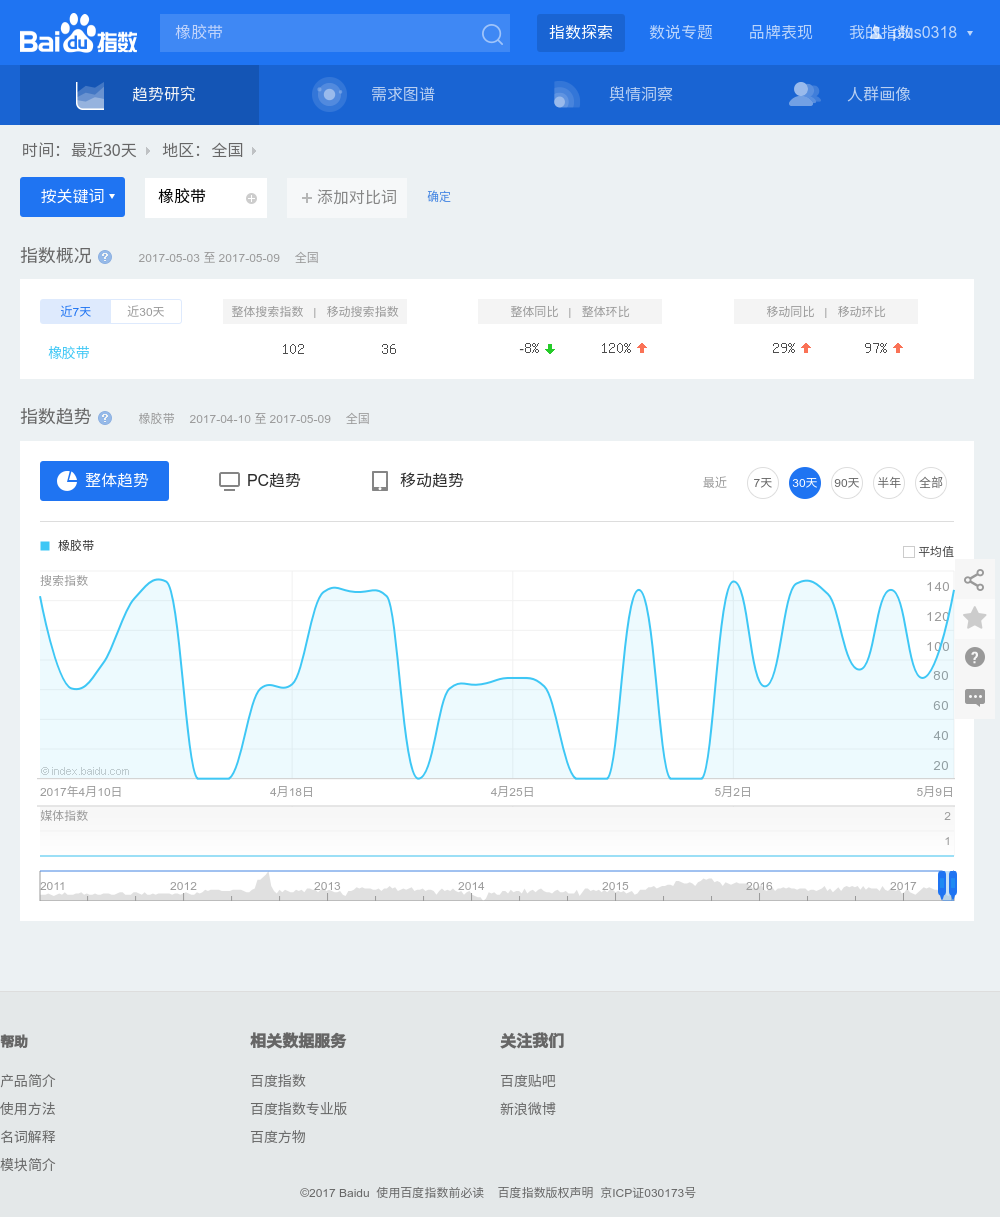 Bai du 指数 橡胶带 指数探索 数说专题 品牌表现 我的指数 plus0318
趋势研究 需求图谱 舆情洞察 人群画像
时间: 最近30天 地区: 全国
按关键词 橡胶带 +添加对比词 确定
指数概况 ? 2017-05-03 至 2017-05-09 全国
近7天 近30天 整体搜索指数 | 移动搜索指数 整体同比 | 整体环比 移动同比 | 移动环比
橡胶带 102 36 -8% 120% 29% 97%
指数趋势 ? 橡胶带 2017-04-10 至 2017-05-09 全国
整体趋势 PC趋势 移动趋势 最近 7天 30天 90天 半年 全部
橡胶带
平均值
搜索指数
140
120
100
?
80
60
40
20
©index.baidu.com
2017年4月10日 4月18日 4月25日 5月2日 5月9日
媒体指数 2
1
2011 2012 2013 2014 2015 2016 2017
帮助 相关数据服务 关注我们
产品简介 百度指数 百度贴吧
使用方法 百度指数专业版 新浪微博
名词解释 百度方物
模块简介
©2017 Baidu 使用百度指数前必读 百度指数版权声明 京ICP证030173号